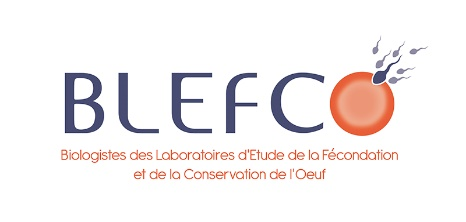 BLEFCO
Biologistes des Laboratoires d'Etude de la Fécondation
et de la Conservation de l'Oeuf